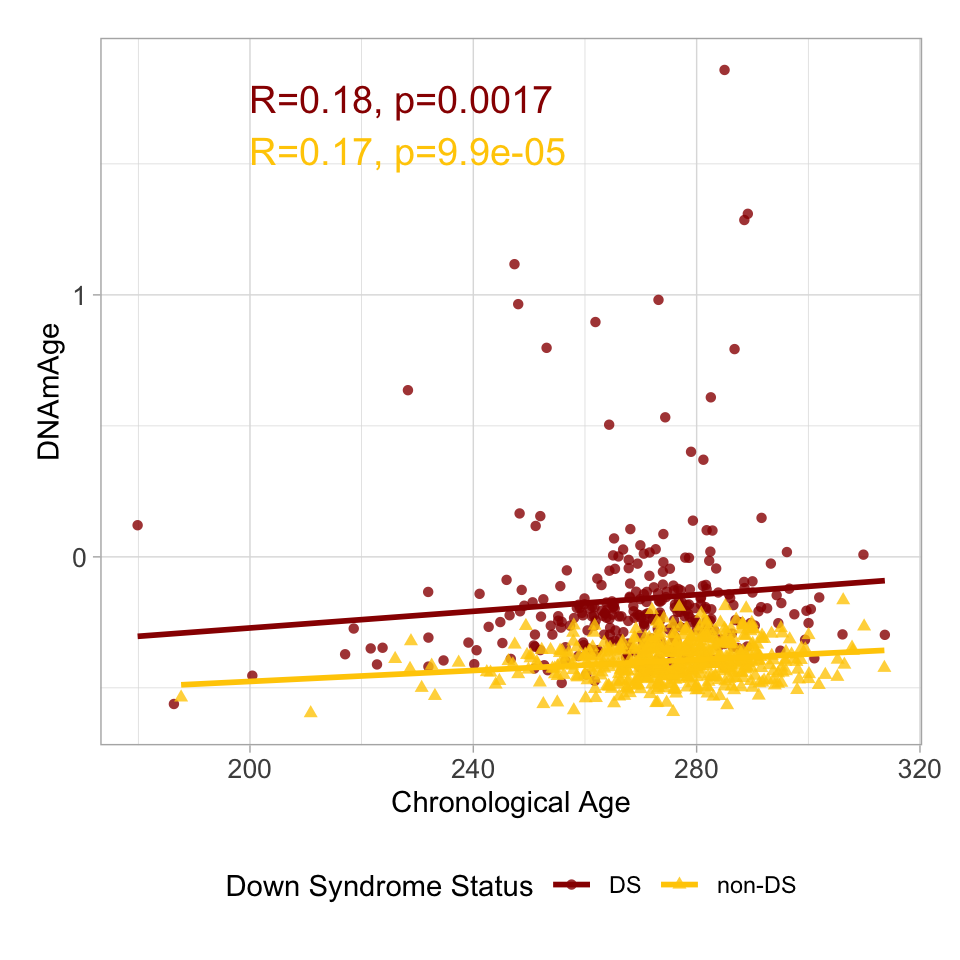 R=0.18, p=0.0017
R=0.17, p=9.9e-05
1
0
DNAmAge
200 240 280 320
Chronological Age
Down Syndrome Status DS non-DS